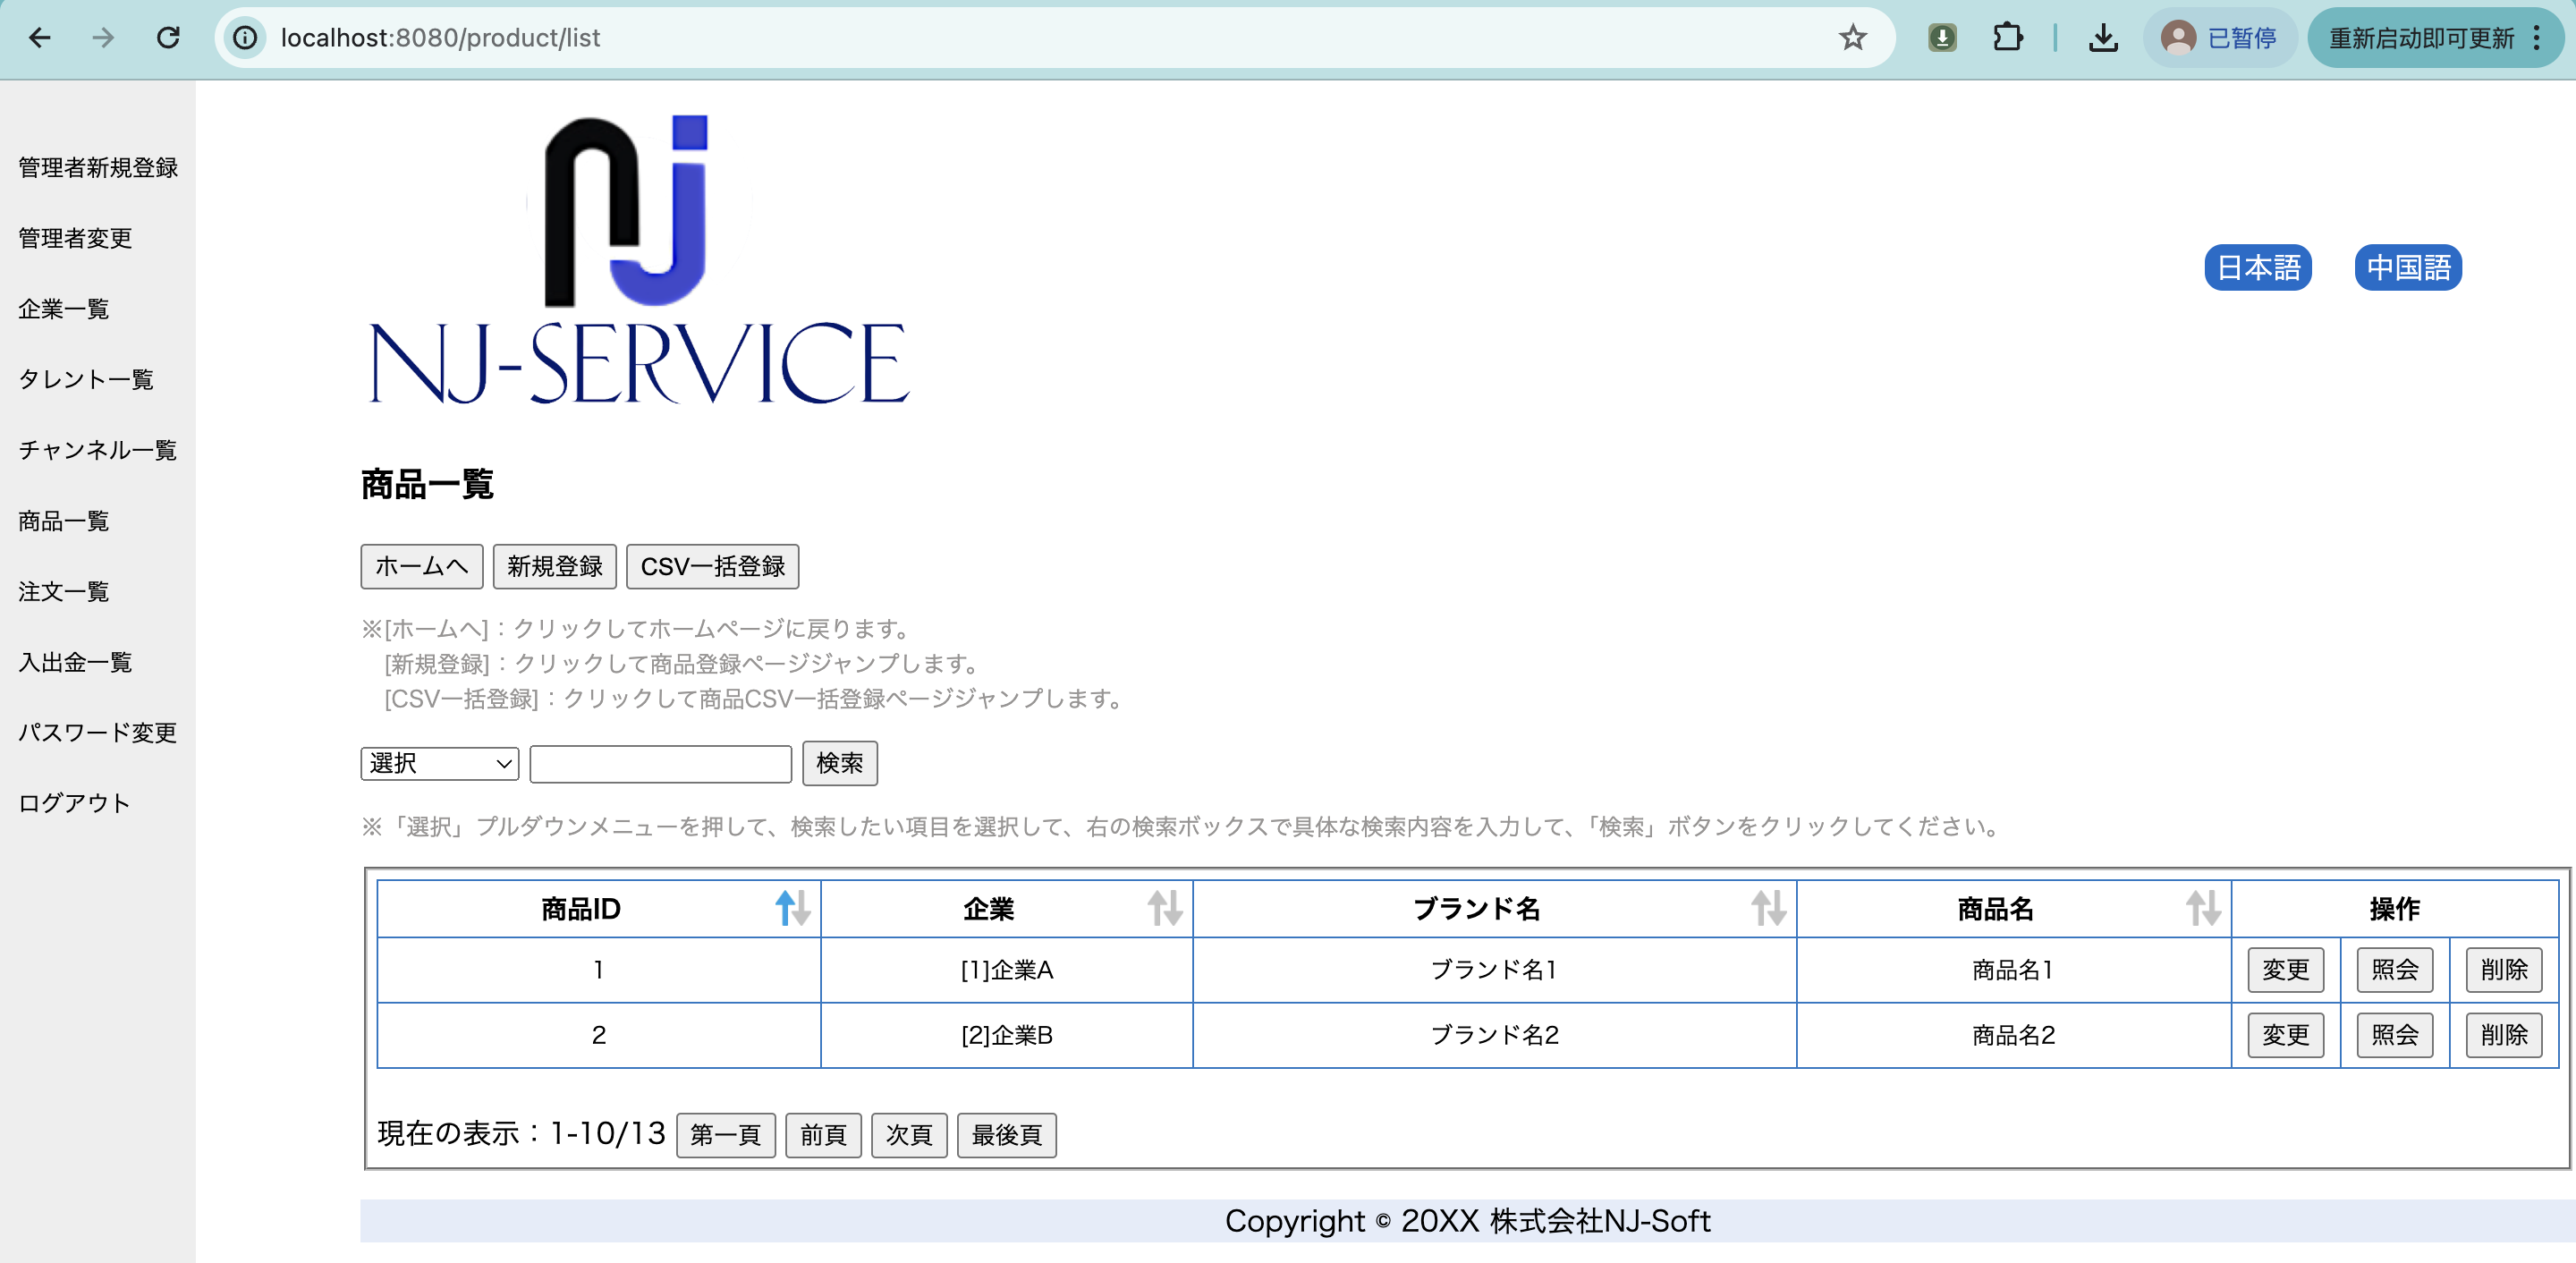 localhost:8080/product/list
已暂停
重新启动即可更新
管理者新規登録
管理者変更
企業一覧
タレント一覧
チャンネル一覧
商品一覧
注文一覧
入出金一覧
パスワード変更
ログアウト
NJ
NJ-SERVICE
日本語 中国語
商品一覧
ホームへ 新規登録 CSV一括登録
※[ホームへ]：クリックしてホームページに戻ります。
[新規登録]：クリックして商品登録ページジャンプします。
[CSV一括登録]：クリックして商品CSV一括登録ページジャンプします。
選択 検索
※「選択」プルダウンメニューを押して、検索したい項目を選択して、右の検索ボックスで具体な検索内容を入力して、「検索」ボタンをクリックしてください。
商品ID 企業 ブランド名 商品名 操作
1 [1]企業A ブランド名1 商品名1 変更 照会 削除
2 [2]企業B ブランド名2 商品名2 変更 照会 削除
現在の表示：1-10/13 第一頁 前頁 次頁 最後頁
Copyright © 20XX 株式会社NJ-Soft